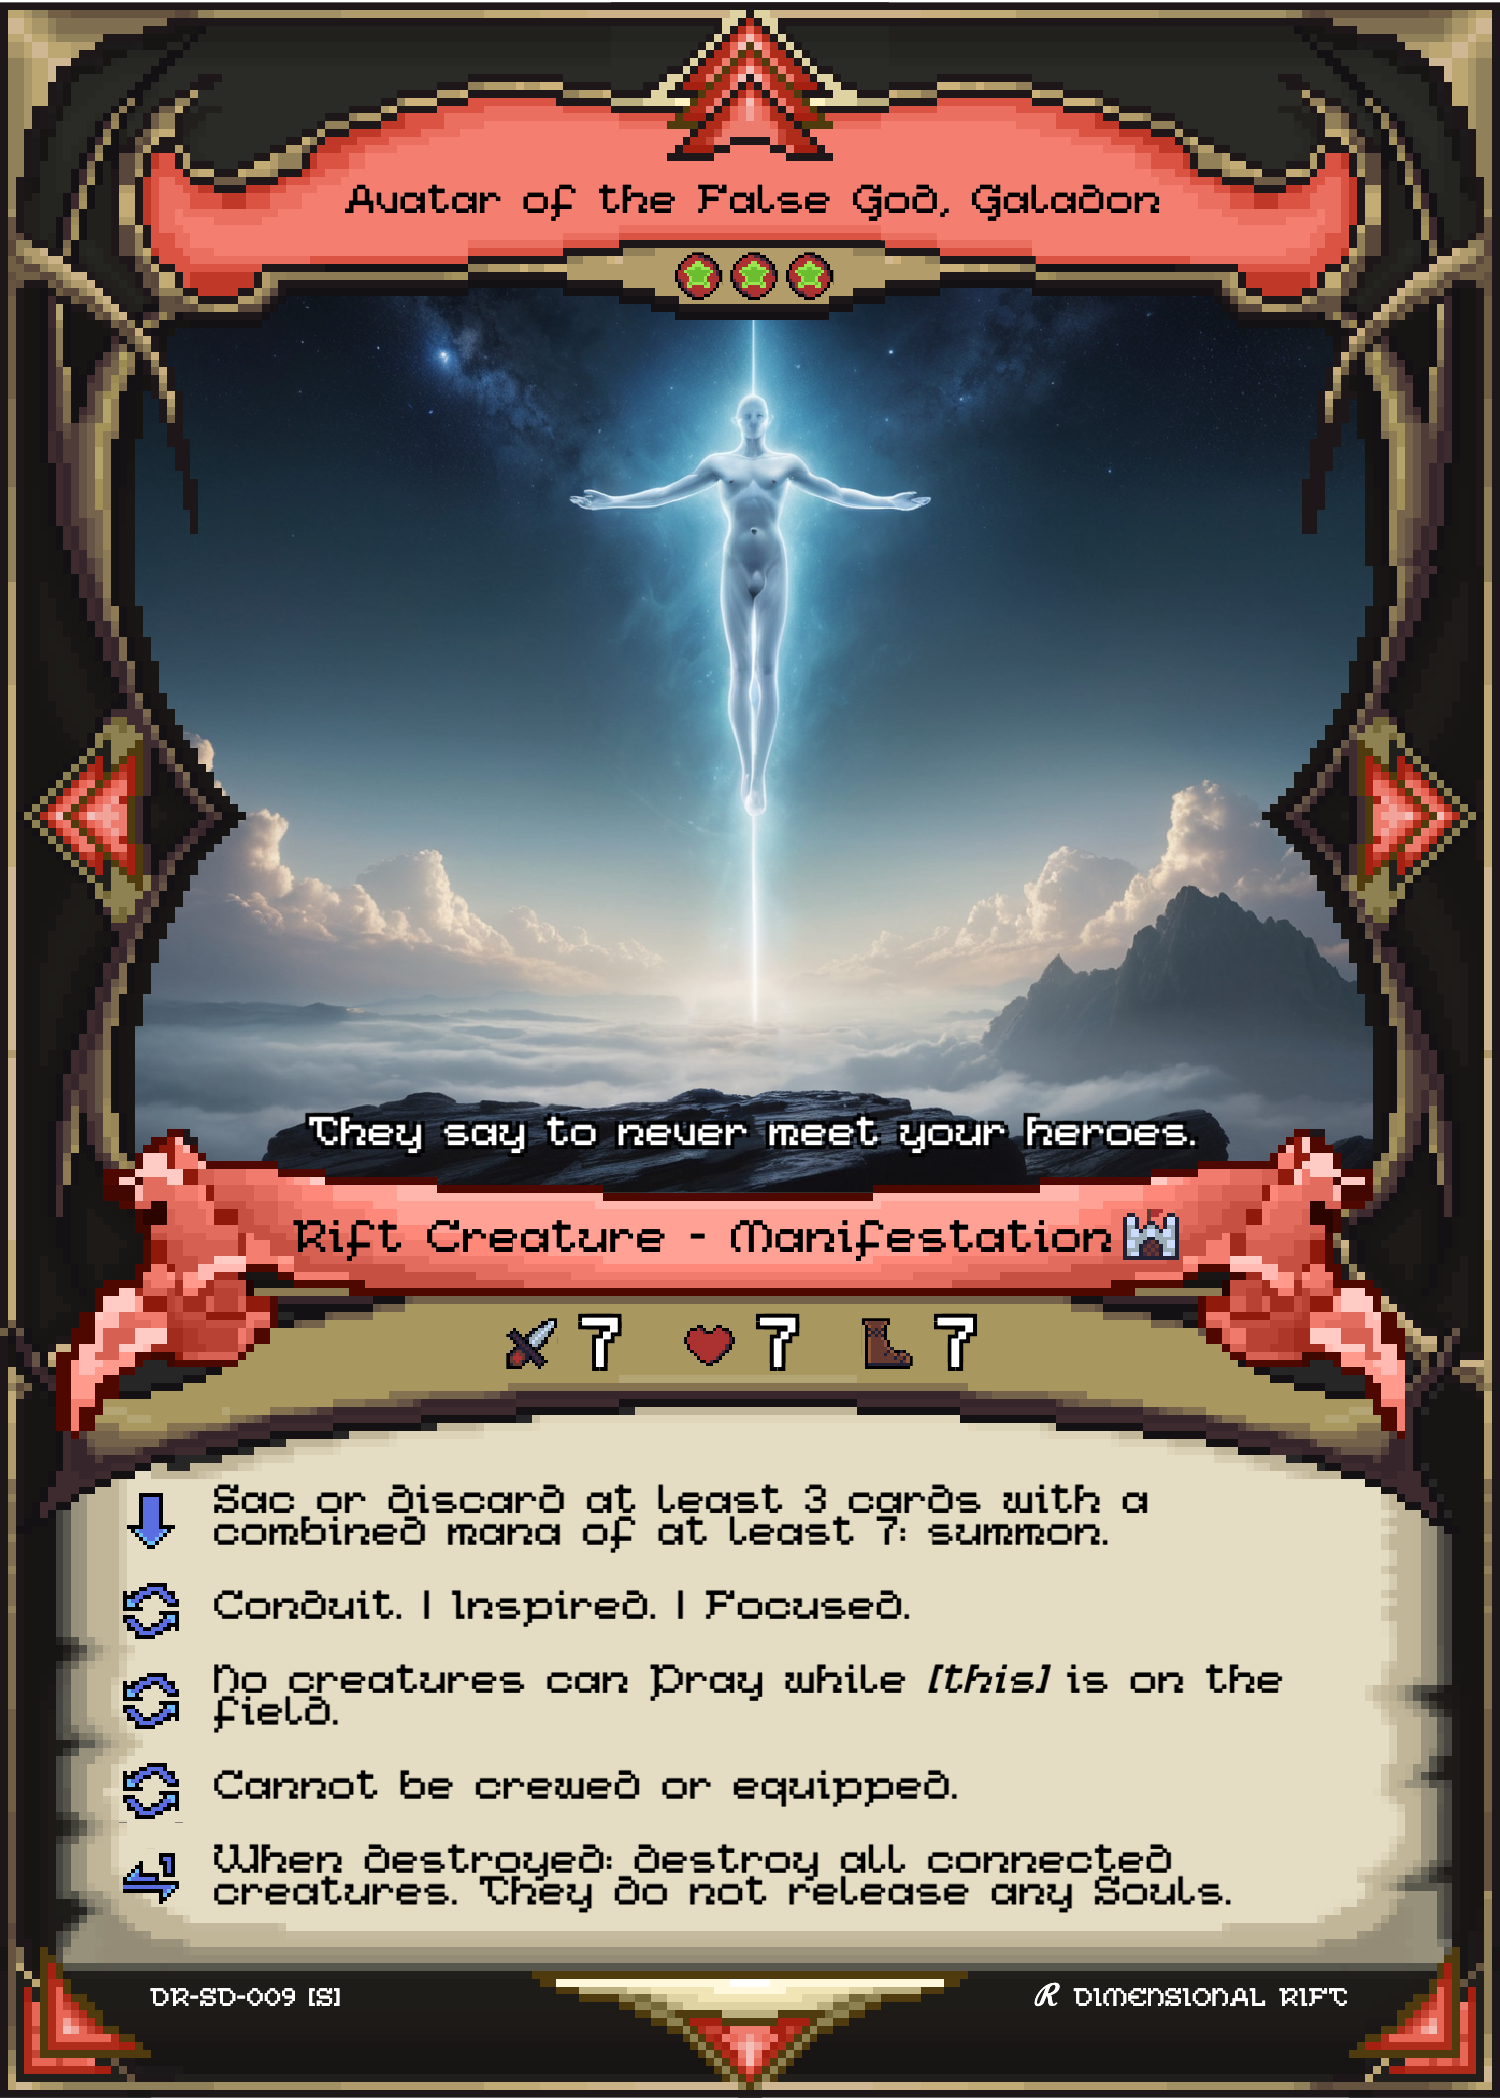 Avatar of the False God, Galadon
They say to never meet your heroes.
Rift Creature - Manifestation
7 7 7
Sac or discard at least 3 cards with a
combined mana of at least 7: summon.
Conduit. | Inspired. | Focused.
No creatures can Pray while [this] is on the
field.
Cannot be crewed or equipped.
When destroyed: destroy all connected
creatures. They do not release any Souls.
DR-SD-009 [S]
R DIMENSIONAL RIFT